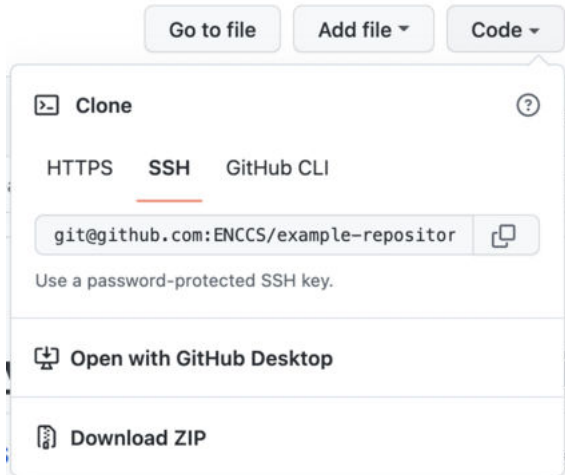 Go to file Add file Code
Clone
HTTPS SSH GitHub CLI
git@github.com:ENCCS/example-repositor
Use a password-protected SSH key.
Open with GitHub Desktop
Download ZIP